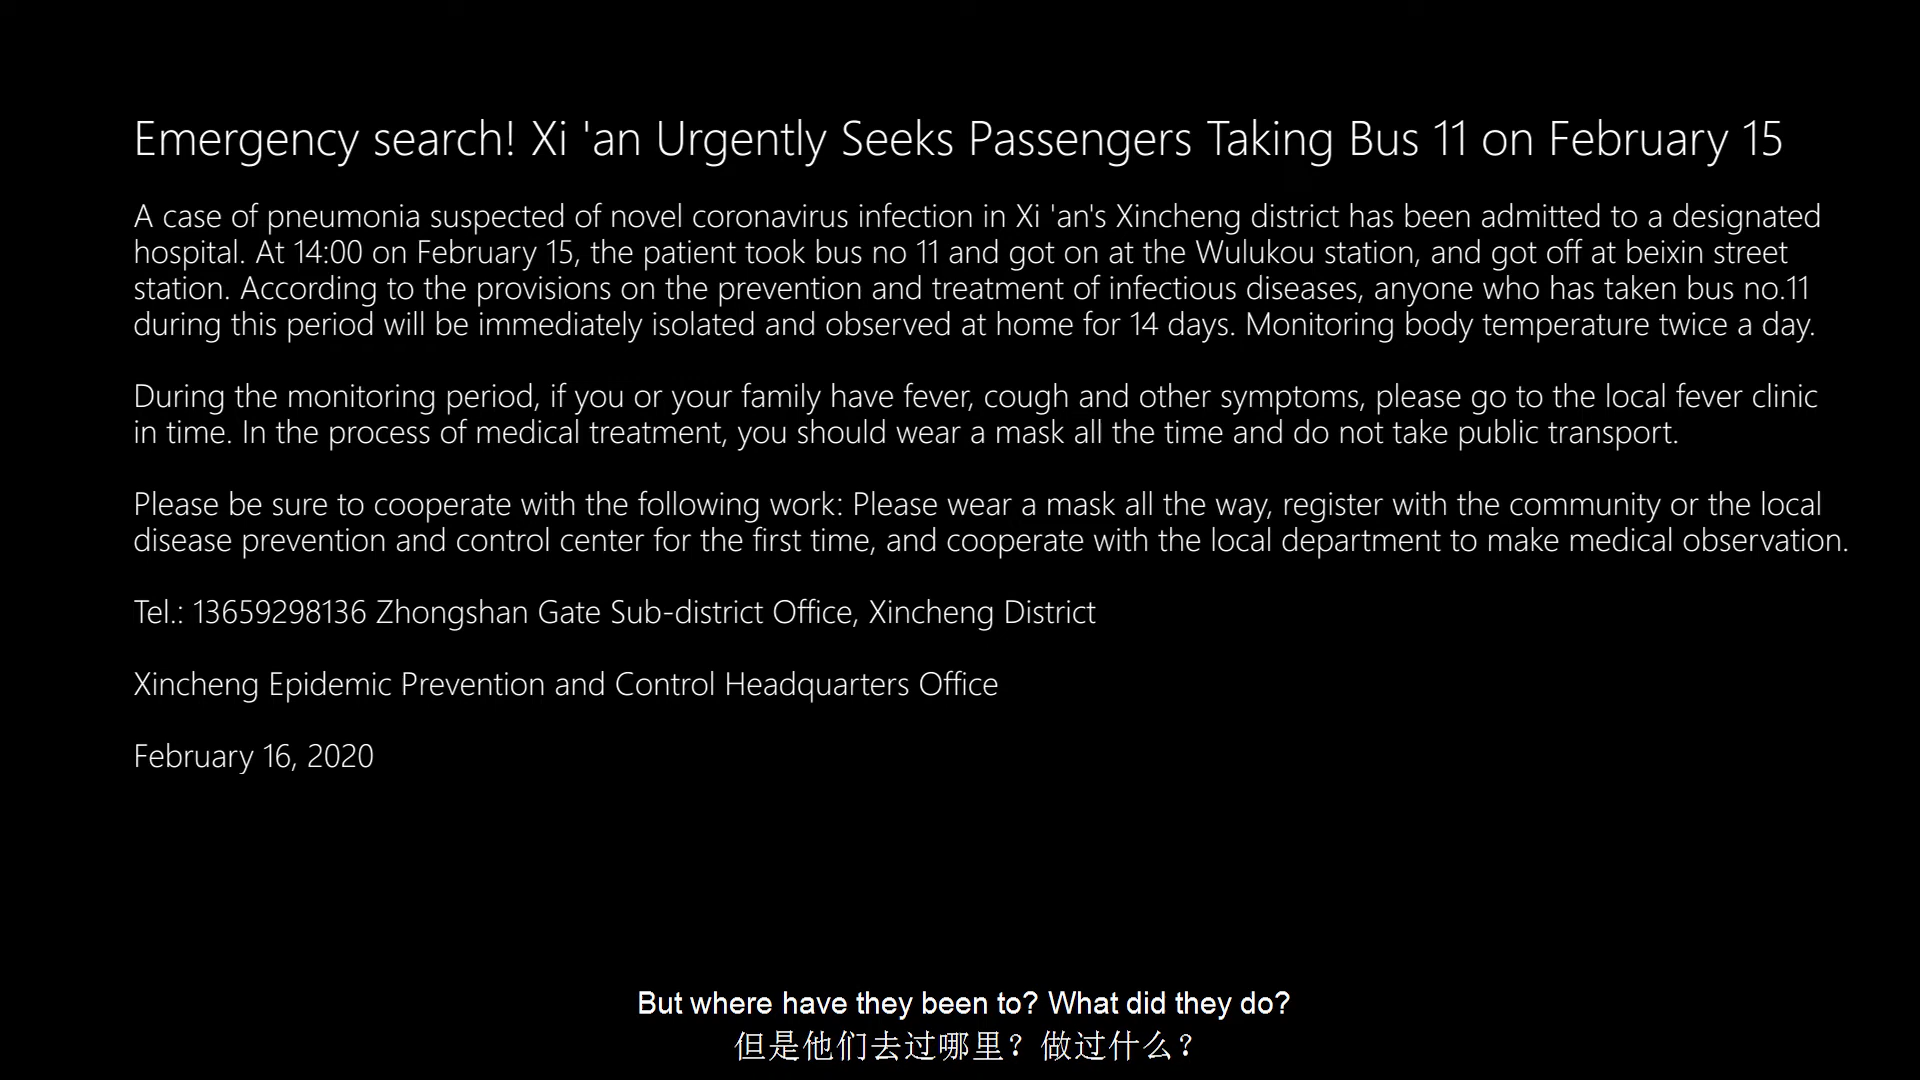 Emergency search! Xi 'an Urgently Seeks Passengers Taking Bus 11 on February 15
A case of pneumonia suspected of novel coronavirus infection in Xi 'an's Xincheng district has been admitted to a designated
hospital. At 14:00 on February 15, the patient took bus no 11 and got on at the Wulukou station, and got off at beixin street
station. According to the provisions on the prevention and treatment of infectious diseases, anyone who has taken bus no.11
during this period will be immediately isolated and observed at home for 14 days. Monitoring body temperature twice a day.
During the monitoring period, if you or your family have fever, cough and other symptoms, please go to the local fever clinic
in time. In the process of medical treatment, you should wear a mask all the time and do not take public transport.
Please be sure to cooperate with the following work: Please wear a mask all the way, register with the community or the local
disease prevention and control center for the first time, and cooperate with the local department to make medical observation.
Tel.: 13659298136 Zhongshan Gate Sub-district Office, Xincheng District
Xincheng Epidemic Prevention and Control Headquarters Office
February 16, 2020
But where have they been to? What did they do?
但是他们去过哪里？做过什么？